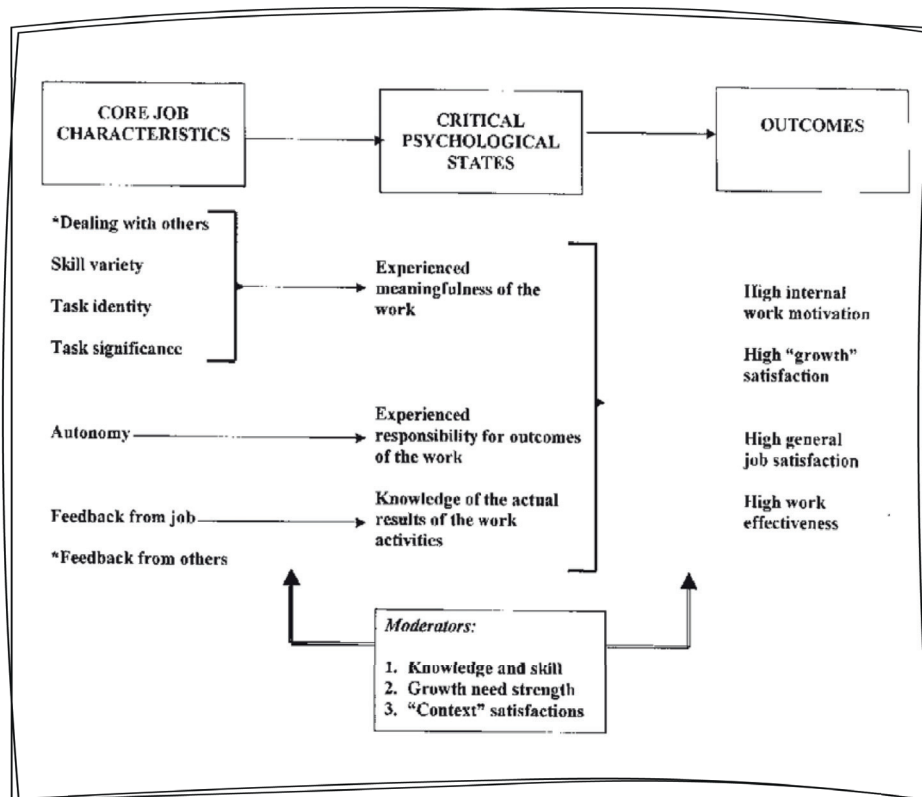 CORE JOB
CHARACTERISTICS
CRITICAL
PSYCHOLOGICAL
STATES
OUTCOMES
*Dealing with others
Skill variety
Task identity
Task significance
Experienced
meaningfulness of the
work
Autonomy
Experienced
responsibility for outcomes
of the work
Feedback from job
*Feedback from others
Knowledge of the actual
results of the work
activities
High internal
work motivation
High “growth”
satisfaction
High general
job satisfaction
High work
effectiveness
Moderators:
1. Knowledge and skill
2. Growth need strength
3. “Context” satisfactions